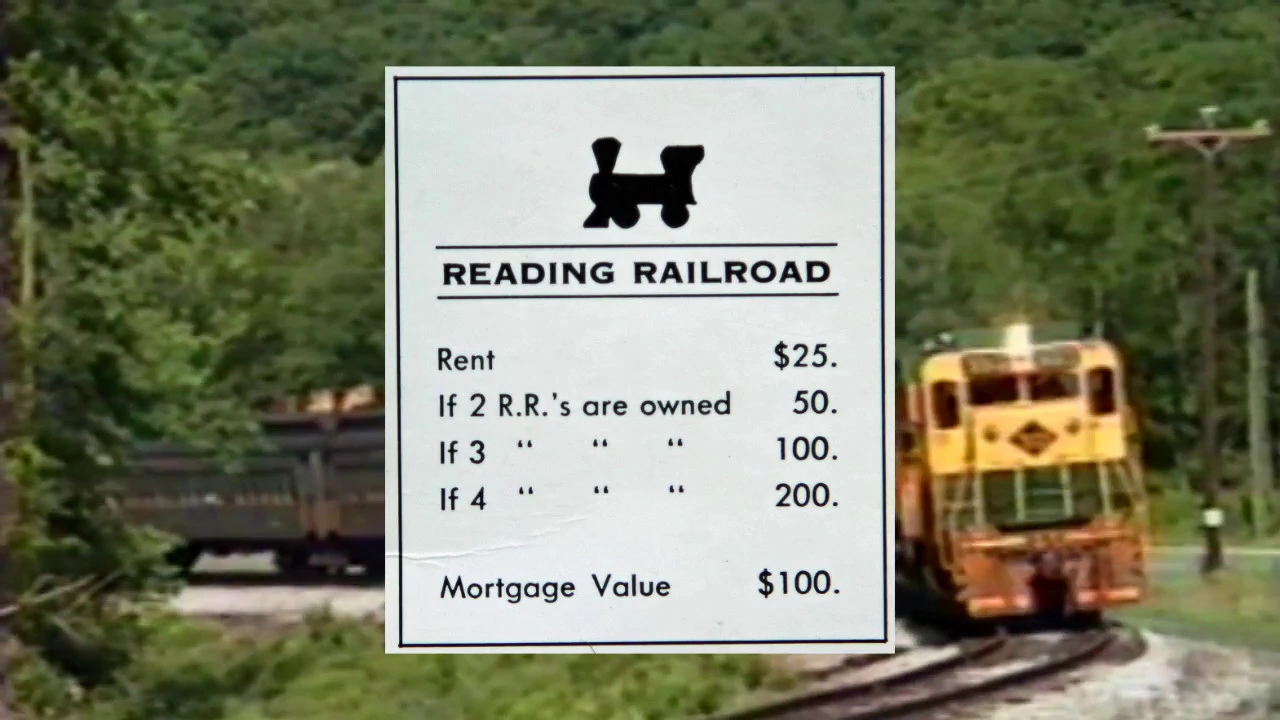 READING RAILROAD
Rent $25.
If 2 R.R.'s are owned 50.
If 3 “ “ “ 100.
If 4 “ “ “ 200.
Mortgage Value $100.